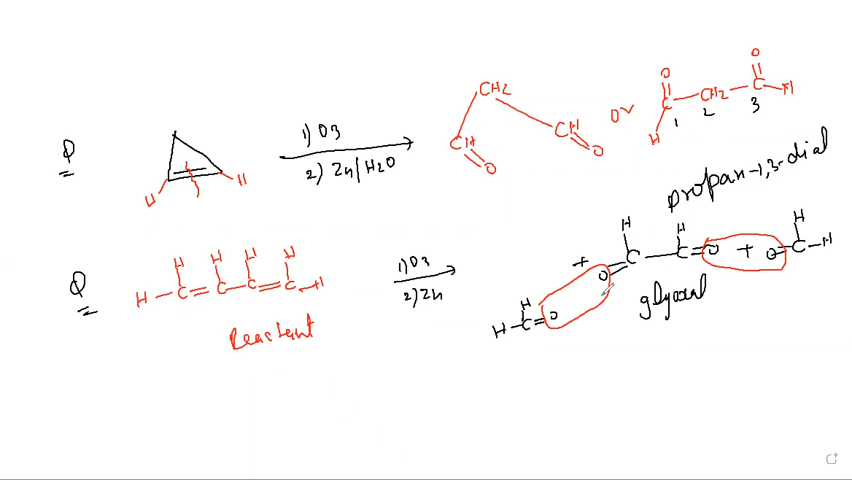 Q
H
H
1) O3
2) Zn/H2O
CH2
CH
O
CH
O
or
O
O
C
CH2
C
H
H
1
2
3
propan-1,3-dial
Q
H H H H
H-C=C-C=C-H
reactant
1) O3
2) Zn
H
H-C=O
+
H H
O=C-C=O
+
H
O=C-H
glyoxal